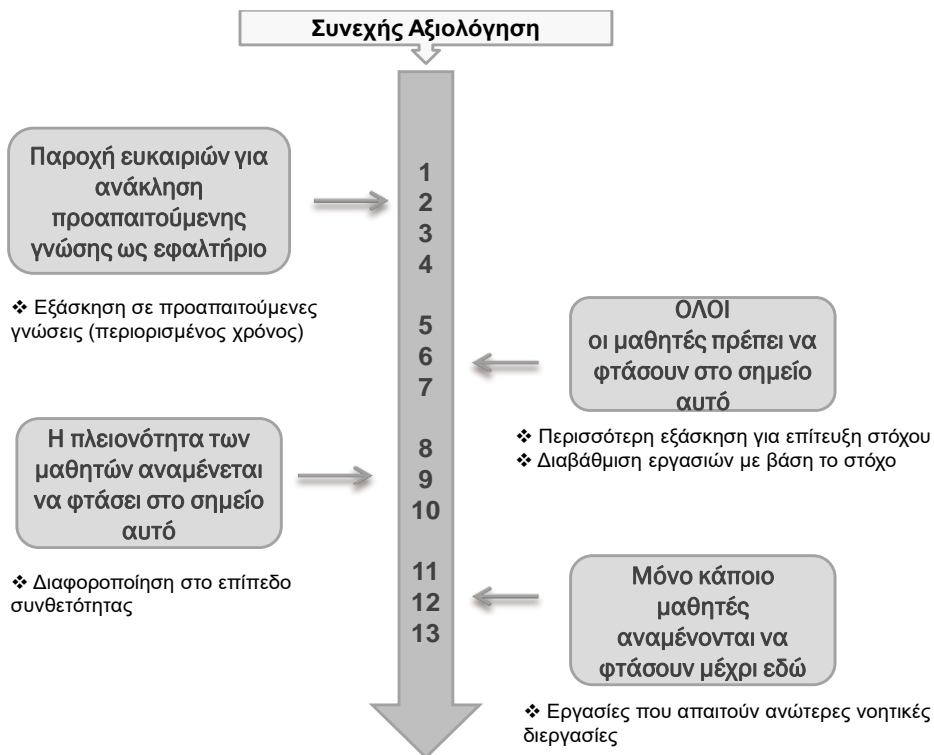 Συνεχής Αξιολόγηση
Παροχή ευκαιριών για
ανάκληση
προαπαιτούμενης
γνώσης ως εφαλτήριο
❖ Εξάσκηση σε προαπαιτούμενες
γνώσεις (περιορισμένος χρόνος)
1
2
3
4
5
6
7
ΟΛΟΙ
οι μαθητές πρέπει να
φτάσουν στο σημείο
αυτό
❖ Περισσότερη εξάσκηση για επίτευξη στόχου
❖ Διαβάθμιση εργασιών με βάση το στόχο
Η πλειονότητα των
μαθητών αναμένεται
να φτάσει στο σημείο
αυτό
❖ Διαφοροποίηση στο επίπεδο
συνθετότητας
8
9
10
11
12
13
Μόνο κάποιο
μαθητές
αναμένονται να
φτάσουν μέχρι εδώ
❖ Εργασίες που απαιτούν ανώτερες νοητικές
διεργασίες